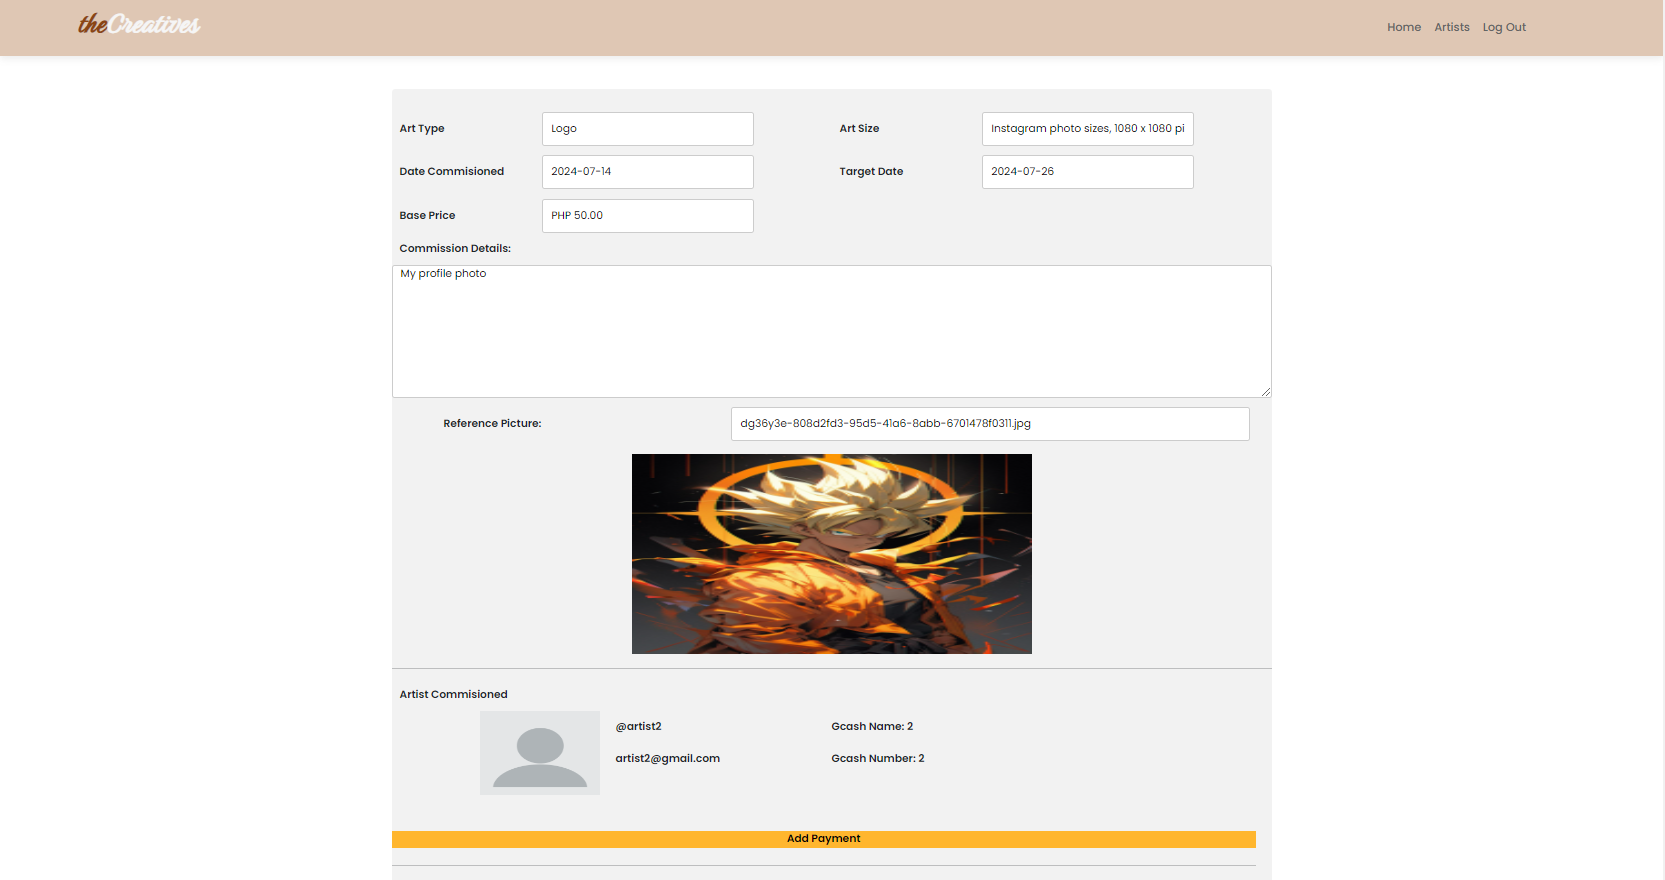 theCreatives
Home Artists Log Out
Art Type Logo Art Size Instagram photo sizes, 1080 x 1080 pi
Date Commisioned 2024-07-14 Target Date 2024-07-26
Base Price PHP 50.00
Commission Details:
My profile photo
Reference Picture: dg36y3e-808d2fd3-95d5-41a6-8abb-6701478f0311.jpg
Artist Commisioned
@artist2 Gcash Name: 2
artist2@gmail.com Gcash Number: 2
Add Payment